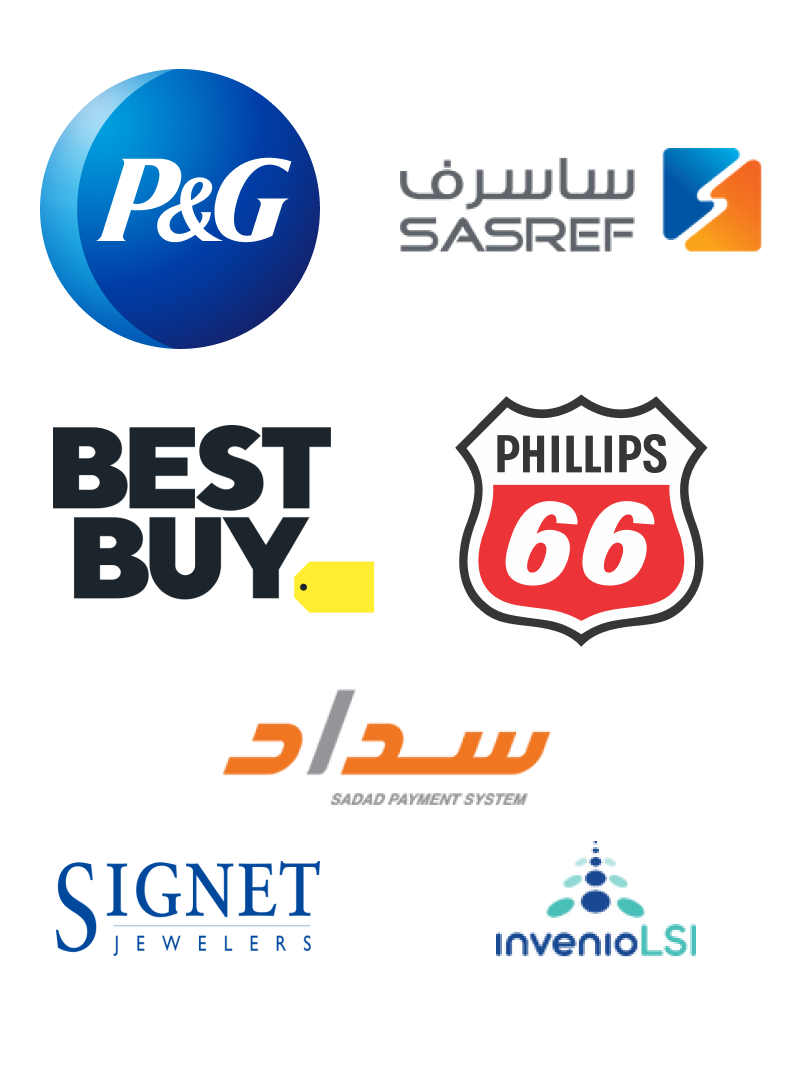 P&G
ساسرف
SASREF
BEST
BUY
PHILLIPS
66
سداد
SADAD PAYMENT SYSTEM
SIGNET
JEWELERS
invenioLSI